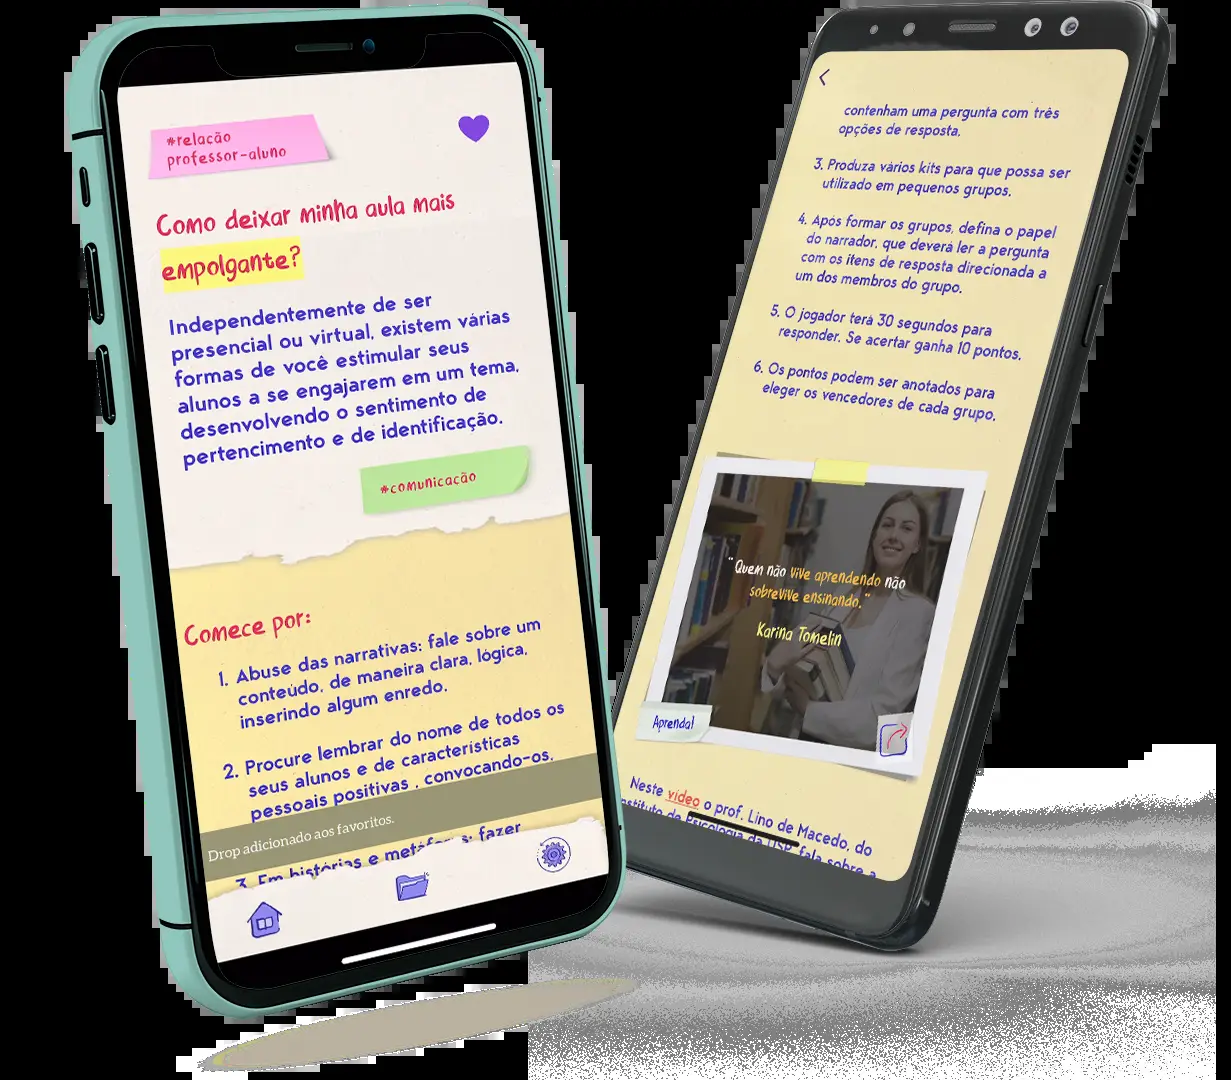 #relacão
professor-aluno
Como deixar minha aula mais
empolgante?
Independentemente de ser
presencial ou virtual, existem várias
formas de você estimular seus
alunos a se engajarem em um tema,
desenvolvendo o sentimento de
pertencimento e de identificação.
#comunicacão
Comece por:
1. Abuse das narrativas: fale sobre um
conteúdo, de maneira clara, lógica,
inserindo algum enredo.
2. Procure lembrar do nome de todos os
seus alunos e de características
pessoais positivas , convocando-os.
Drop adicionado aos favoritos.
3. Em histórias e metáforas: fazer
contenham uma pergunta com três
opções de resposta.
3. Produza vários kits para que possa ser
utilizado em pequenos grupos.
4. Após formar os grupos, defina o papel
do narrador, que deverá ler a pergunta
com os itens de resposta direcionada a
um dos membros do grupo.
5. O jogador terá 30 segundos para
responder. Se acertar ganha 10 pontos.
6. Os pontos podem ser anotados para
eleger os vencedores de cada grupo.
"Quem não vive aprendendo não
sobrevive ensinando."
Karina Tomelin
Aprenda!
Neste vídeo o prof. Lino de Macedo, do
Psicologia da USP, fala sobre a